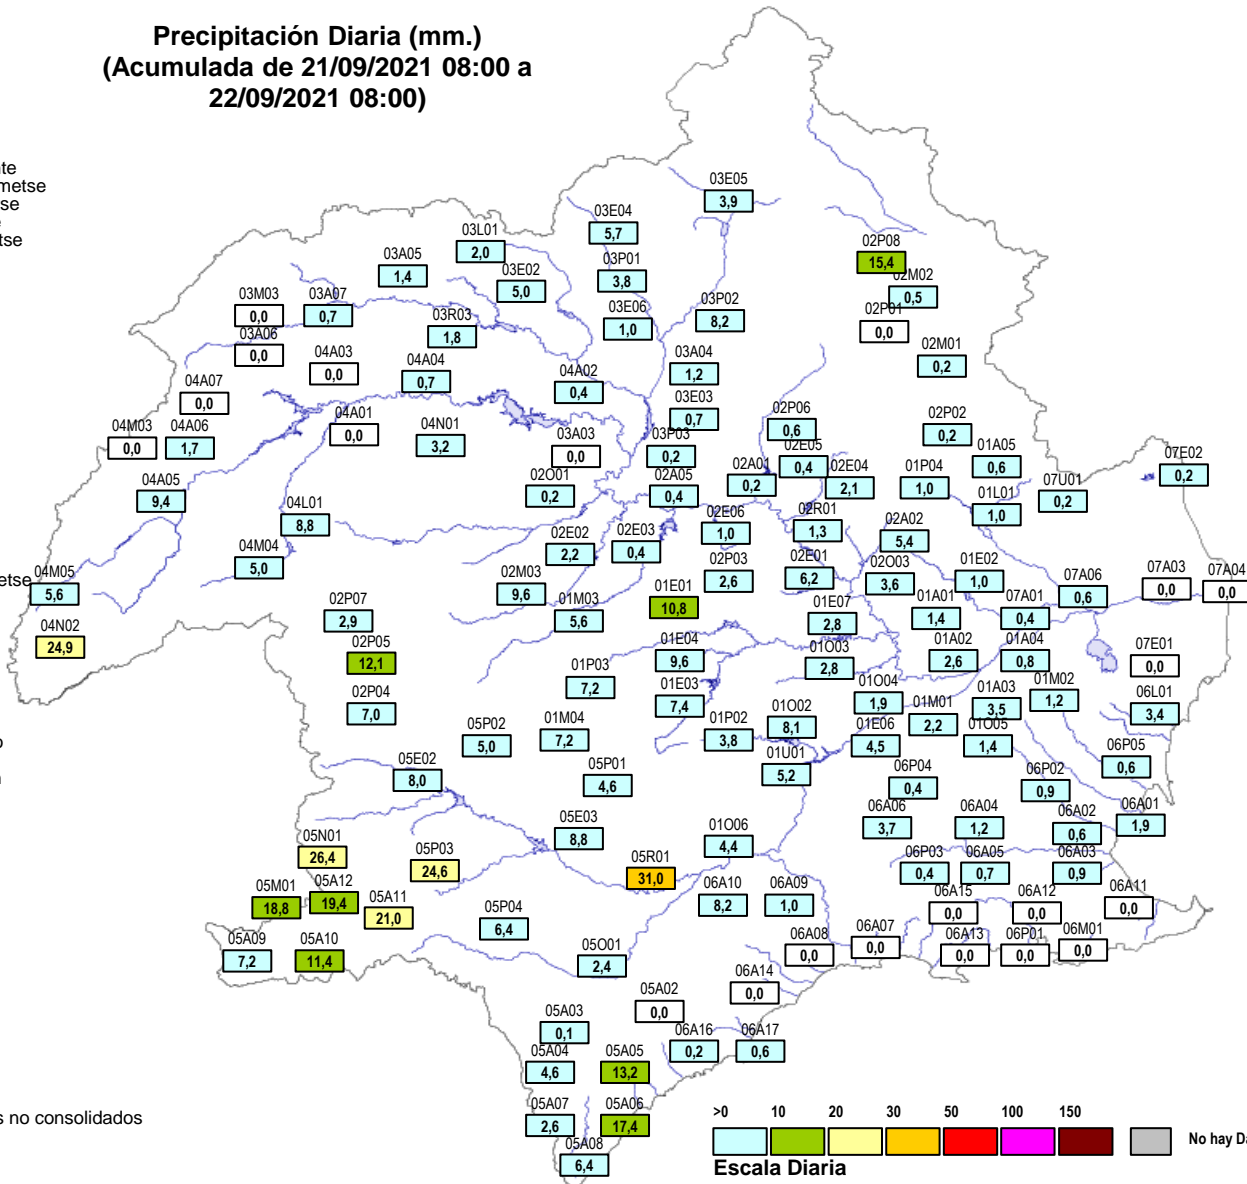 Precipitación Diaria (mm.)
(Acumulada de 21/09/2021 08:00 a
22/09/2021 08:00)
03E05
3,9
03E04
5,7
03L01
2,0
02P08
15,4
03A05
1,4
03P01
3,8
03E02
5,0
02M02
0,5
03M03
0,0
03A07
0,7
03P02
8,2
03E06
1,0
02P01
0,0
03R03
1,8
03A06
0,0
02M01
0,2
04A03
0,0
04A04
0,7
03A04
1,2
04A02
0,4
04A07
0,0
03E03
0,7
04A01
0,0
04N01
3,2
02P06
0,6
02P02
0,2
04M03
0,0
04A06
1,7
03A03
0,0
03P03
0,2
02E05
0,4
01A05
0,6
07E02
0,2
04A05
9,4
02O01
0,2
02A05
0,4
02A01
0,2
02E04
2,1
01P04
1,0
07U01
0,2
04L01
8,8
01L01
1,0
02E06
1,0
02R01
1,3
02A02
5,4
02E02
2,2
02E03
0,4
04M04
5,0
04M05
5,6
02M03
9,6
02P03
2,6
02E01
6,2
02O03
3,6
01E02
1,0
07A06
0,6
07A03
0,0
07A04
0,0
02P07
2,9
01M03
5,6
01E01
10,8
01E07
2,8
01A01
1,4
07A01
0,4
04N02
24,9
02P05
12,1
01E04
9,6
01O03
2,8
01A02
2,6
01A04
0,8
07E01
0,0
01P03
7,2
01E03
7,4
02P04
7,0
01O04
1,9
01A03
3,5
01M02
1,2
06L01
3,4
05P02
5,0
01M04
7,2
01P02
3,8
01O02
8,1
01E06
4,5
01M01
2,2
01O05
1,4
05E02
8,0
05P01
4,6
01U01
5,2
06P04
0,4
06P02
0,9
06P05
0,6
05E03
8,8
01O06
4,4
06A06
3,7
06A04
1,2
06A02
0,6
06A01
1,9
05N01
26,4
05P03
24,6
05R01
31,0
06P03
0,4
06A05
0,7
06A03
0,9
05M01
18,8
05A12
19,4
05A11
21,0
06A10
8,2
06A09
1,0
06A15
0,0
06A12
0,0
06A11
0,0
05P04
6,4
05A09
7,2
05A10
11,4
05O01
2,4
06A08
0,0
06A07
0,0
06A13
0,0
06P01
0,0
06M01
0,0
05A02
0,0
06A14
0,0
05A03
0,1
06A16
0,2
06A17
0,6
05A04
4,6
05A05
13,2
05A07
2,6
05A06
17,4
05A08
6,4
metse
s no consolidados
>0 10 20 30 50 100 150
No hay Da
Escala Diaria